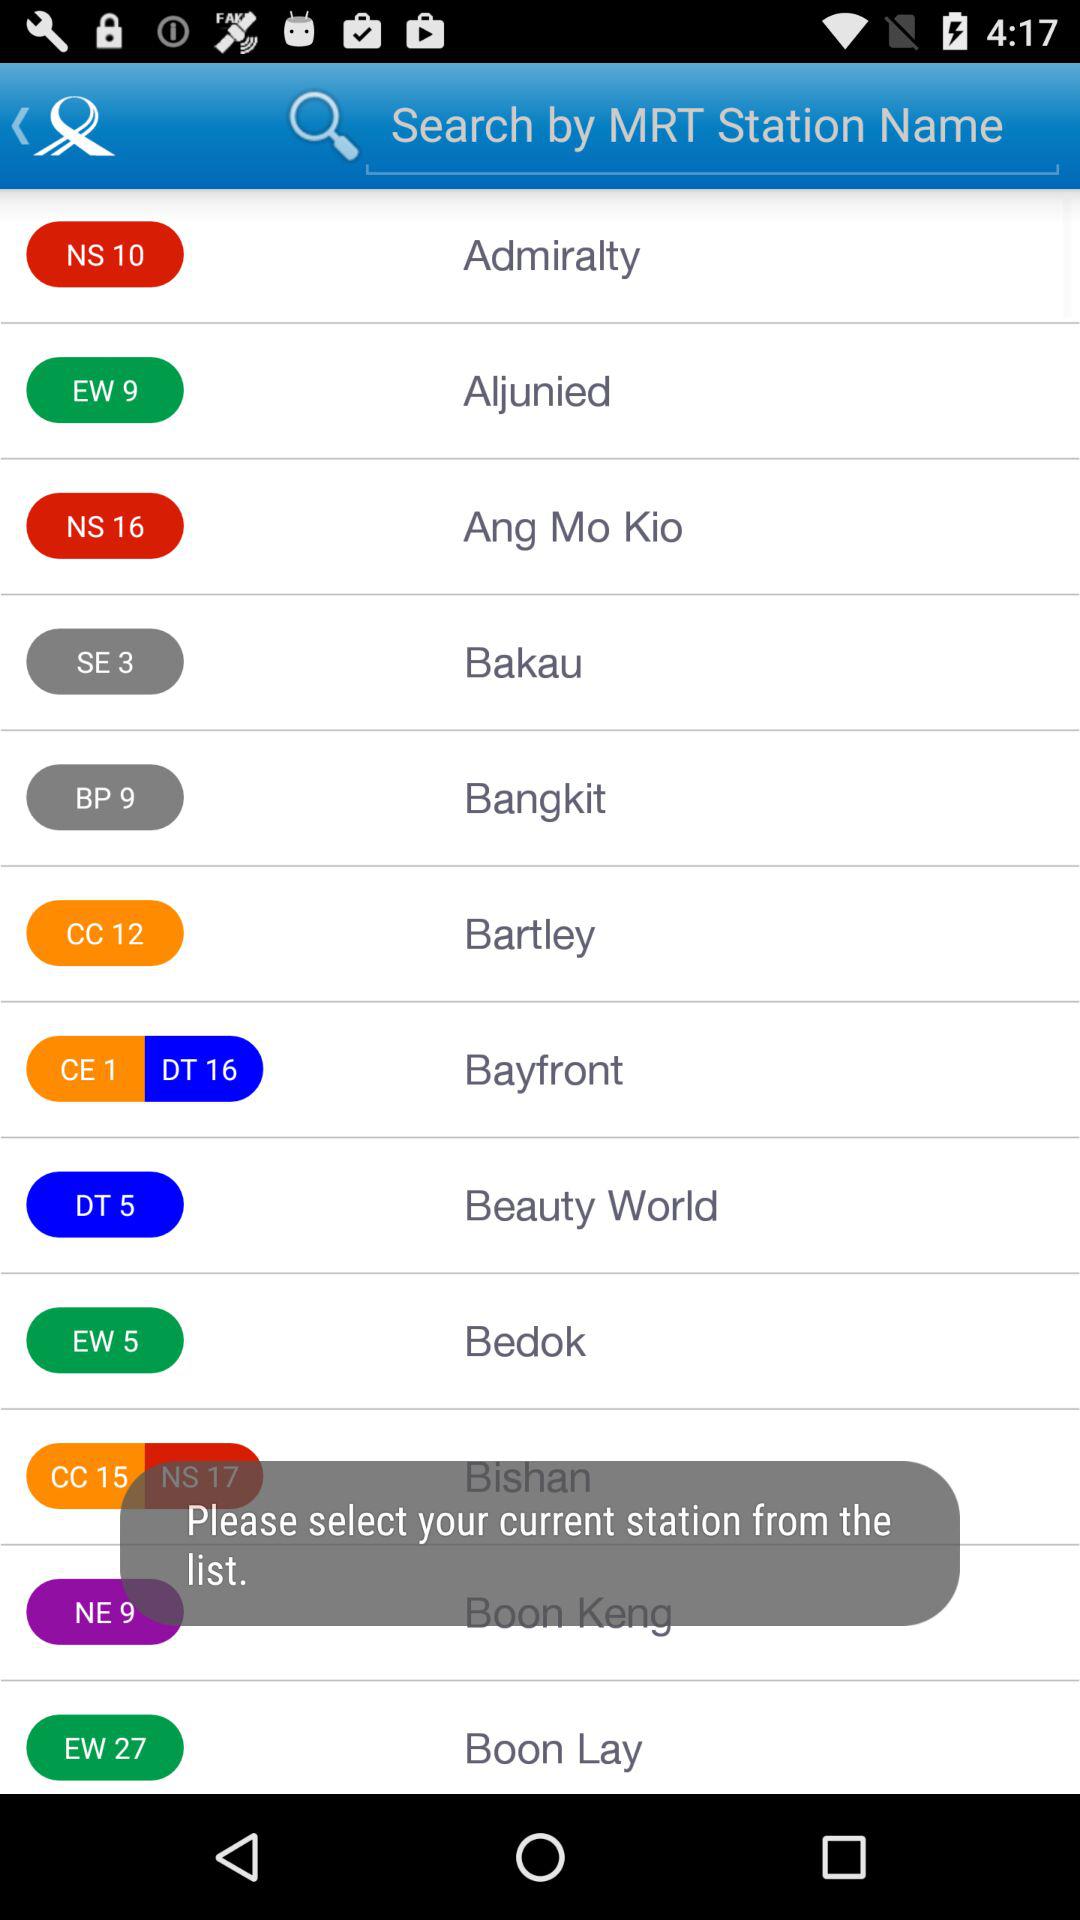 FAKE
4:17
Search by MRT Station Name
NS 10 Admiralty
EW 9 Aljunied
NS 16 Ang Mo Kio
SE 3 Bakau
BP 9 Bangkit
CC 12 Bartley
CE 1 DT 16 Bayfront
DT 5 Beauty World
EW 5 Bedok
CC 15 NS 17 Bishan
Please select your current station from the
list.
NE 9 Boon Keng
EW 27 Boon Lay